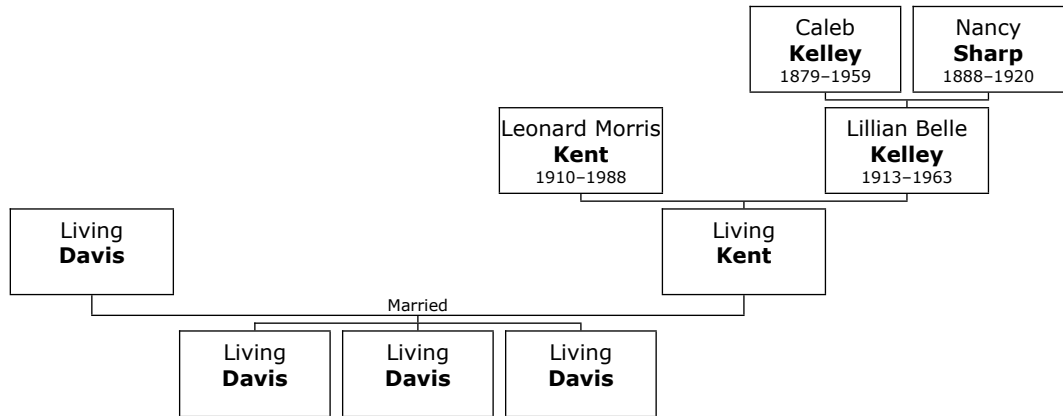 Caleb
Kelley
1879–1959
Nancy
Sharp
1888–1920
Leonard Morris
Kent
1910–1988
Lillian Belle
Kelley
1913–1963
Living
Davis
Living
Kent
Married
Living
Davis
Living
Davis
Living
Davis